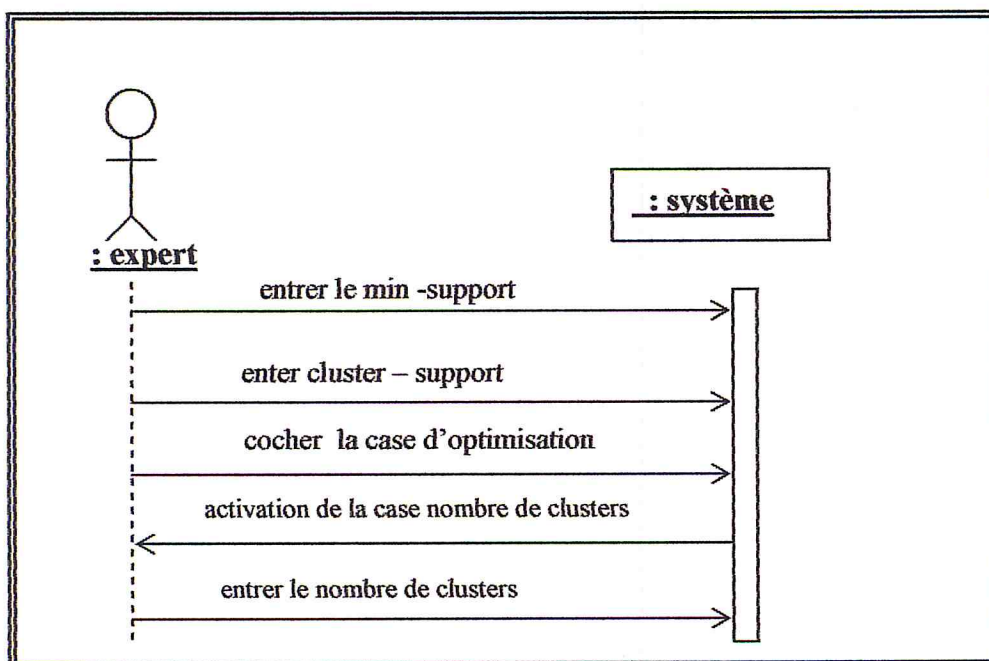 : système
: expert
entrer le min -support
enter cluster – support
cocher la case d'optimisation
activation de la case nombre de clusters
entrer le nombre de clusters